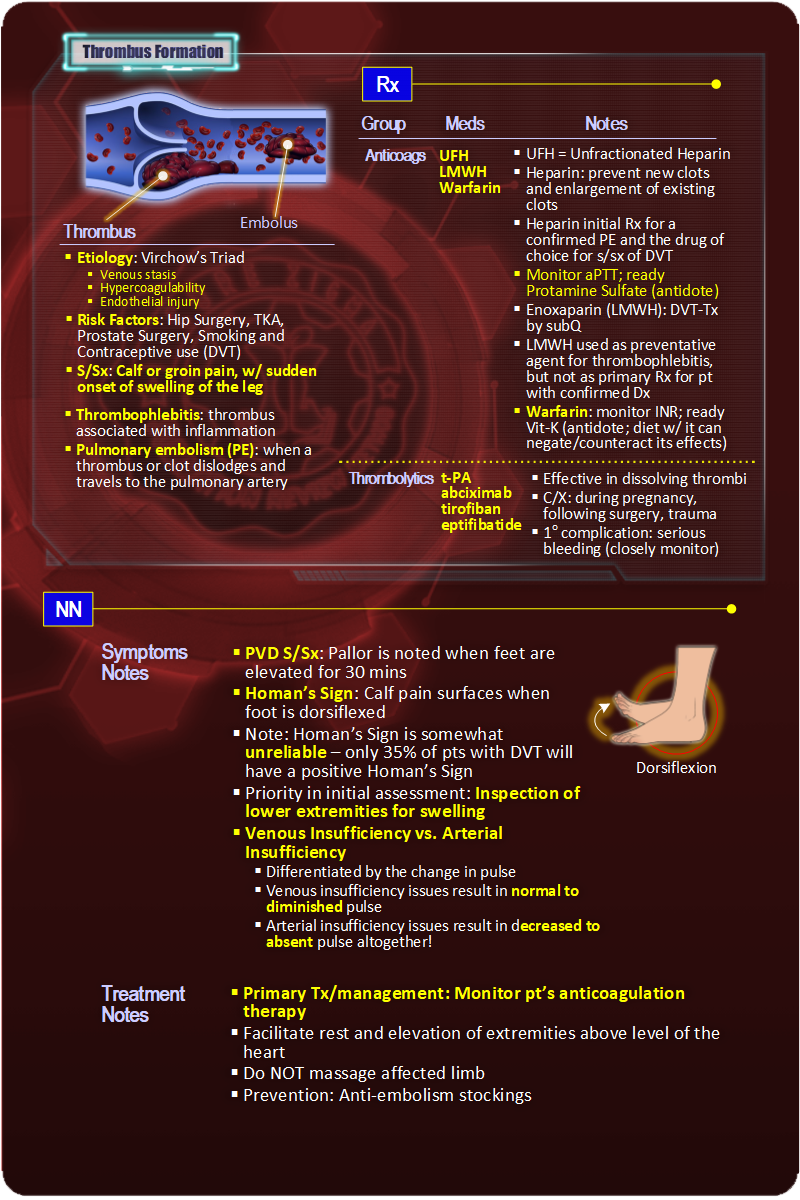 Thrombus Formation
Embolus
Thrombus
▪ Etiology: Virchow's Triad
▪ Venous stasis
▪ Hypercoagulability
▪ Endothelial injury
▪ Risk Factors: Hip Surgery, TKA,
Prostate Surgery, Smoking and
Contraceptive use (DVT)
▪ S/Sx: Calf or groin pain, w/ sudden
onset of swelling of the leg
▪ Thrombophlebitis: thrombus
associated with inflammation
▪ Pulmonary embolism (PE): when a
thrombus or clot dislodges and
travels to the pulmonary artery
Rx
Group Meds Notes
Anticoags
UFH
LMWH
Warfarin
▪ UFH = Unfractionated Heparin
▪ Heparin: prevent new clots
and enlargement of existing
clots
▪ Heparin initial Rx for a
confirmed PE and the drug of
choice for s/sx of DVT
▪ Monitor aPTT; ready
Protamine Sulfate (antidote)
▪ Enoxaparin (LMWH): DVT-Tx
by subQ
▪ LMWH used as preventative
agent for thrombophlebitis,
but not as primary Rx for pt
with confirmed Dx
▪ Warfarin: monitor INR; ready
Vit-K (antidote; diet w/ it can
negate/counteract its effects)
Thrombolytics
t-PA
abciximab
tirofiban
eptifibatide
▪ Effective in dissolving thrombi
▪ C/X: during pregnancy,
following surgery, trauma
▪ 1° complication: serious
bleeding (closely monitor)
NN
Symptoms
Notes
▪ PVD S/Sx: Pallor is noted when feet are
elevated for 30 mins
▪ Homan's Sign: Calf pain surfaces when
foot is dorsiflexed
▪ Note: Homan's Sign is somewhat
unreliable – only 35% of pts with DVT will
have a positive Homan's Sign
▪ Priority in initial assessment: Inspection of
lower extremities for swelling
▪ Venous Insufficiency vs. Arterial
Insufficiency
▪ Differentiated by the change in pulse
▪ Venous insufficiency issues result in normal to
diminished pulse
▪ Arterial insufficiency issues result in decreased to
absent pulse altogether!
Dorsiflexion
Treatment
Notes
▪ Primary Tx/management: Monitor pt's anticoagulation
therapy
▪ Facilitate rest and elevation of extremities above level of the
heart
▪ Do NOT massage affected limb
▪ Prevention: Anti-embolism stockings